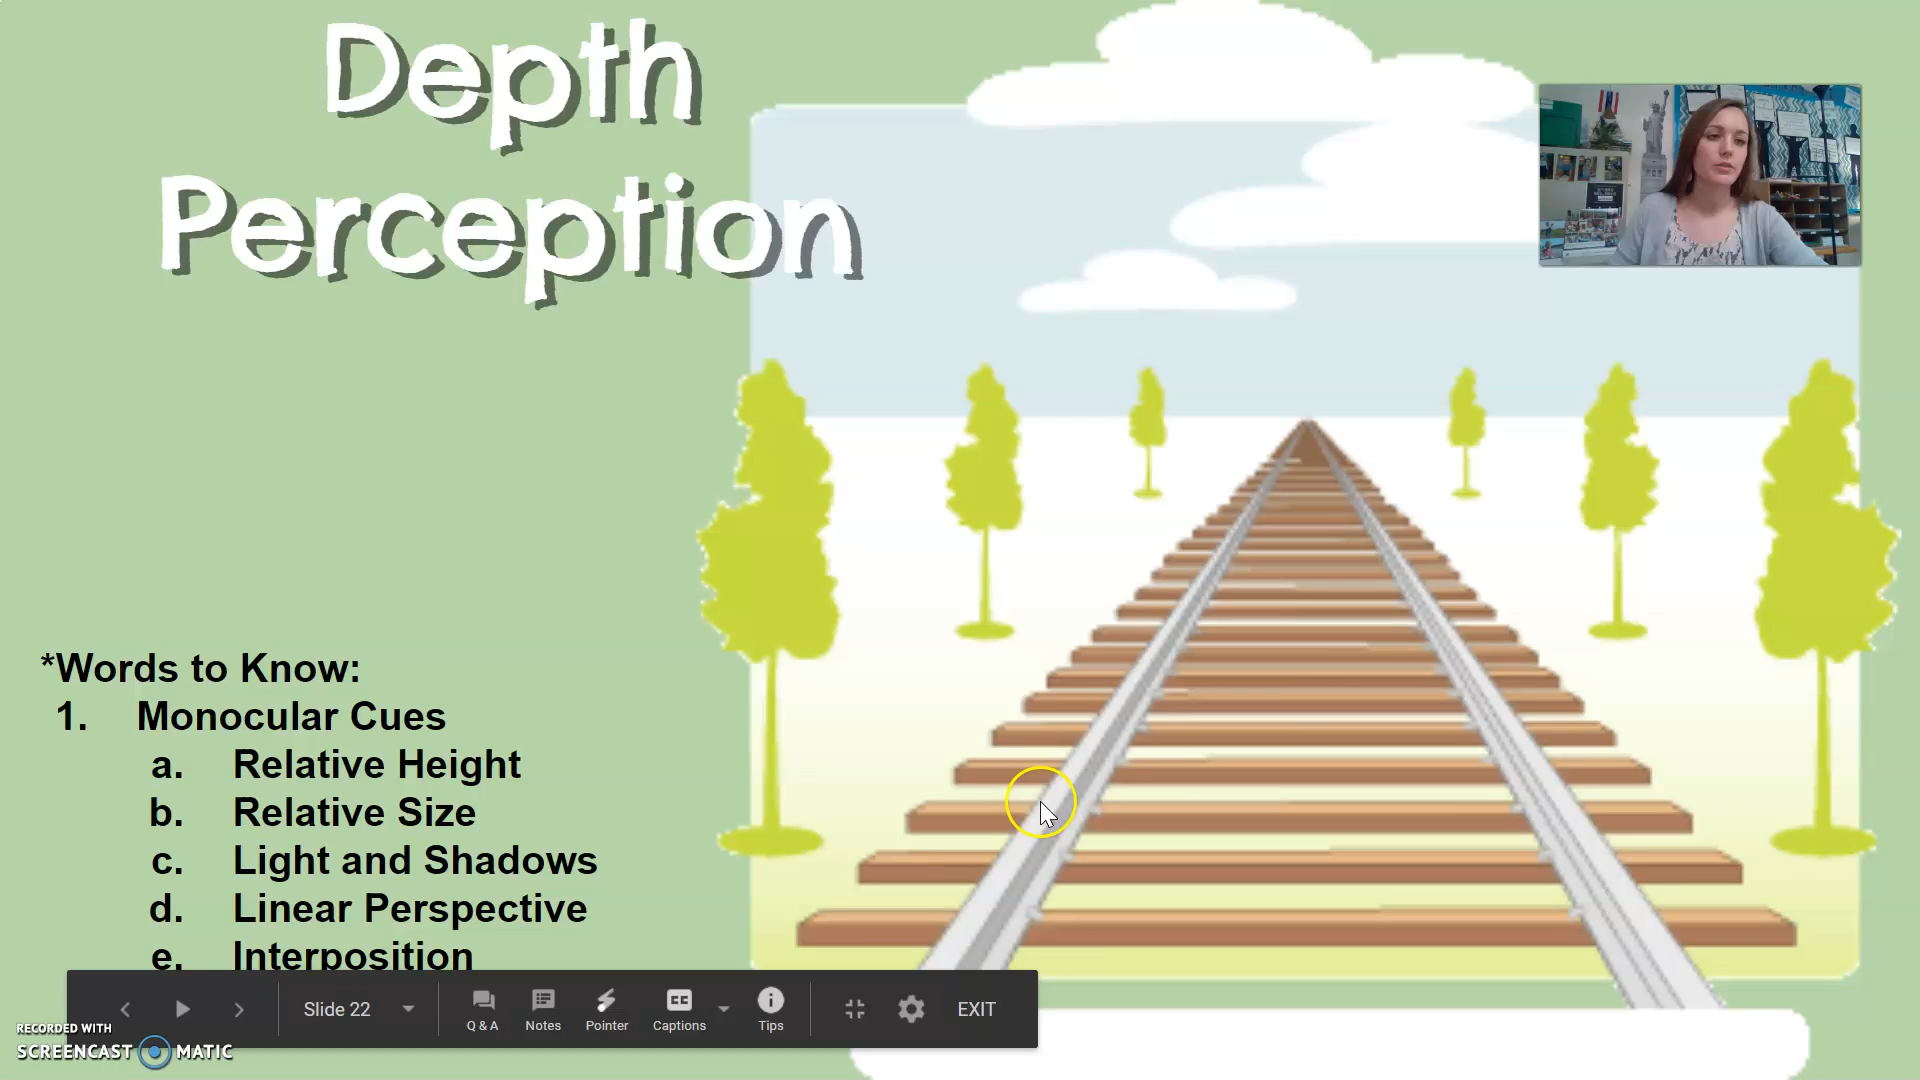 Depth
Perception
*Words to Know:
1. Monocular Cues
a. Relative Height
b. Relative Size
c. Light and Shadows
d. Linear Perspective
e. Interposition
Slide 22
Q & A
Notes
Pointer
CC
Captions
Tips
EXIT
RECORDED WITH
SCREENCAST MATIC